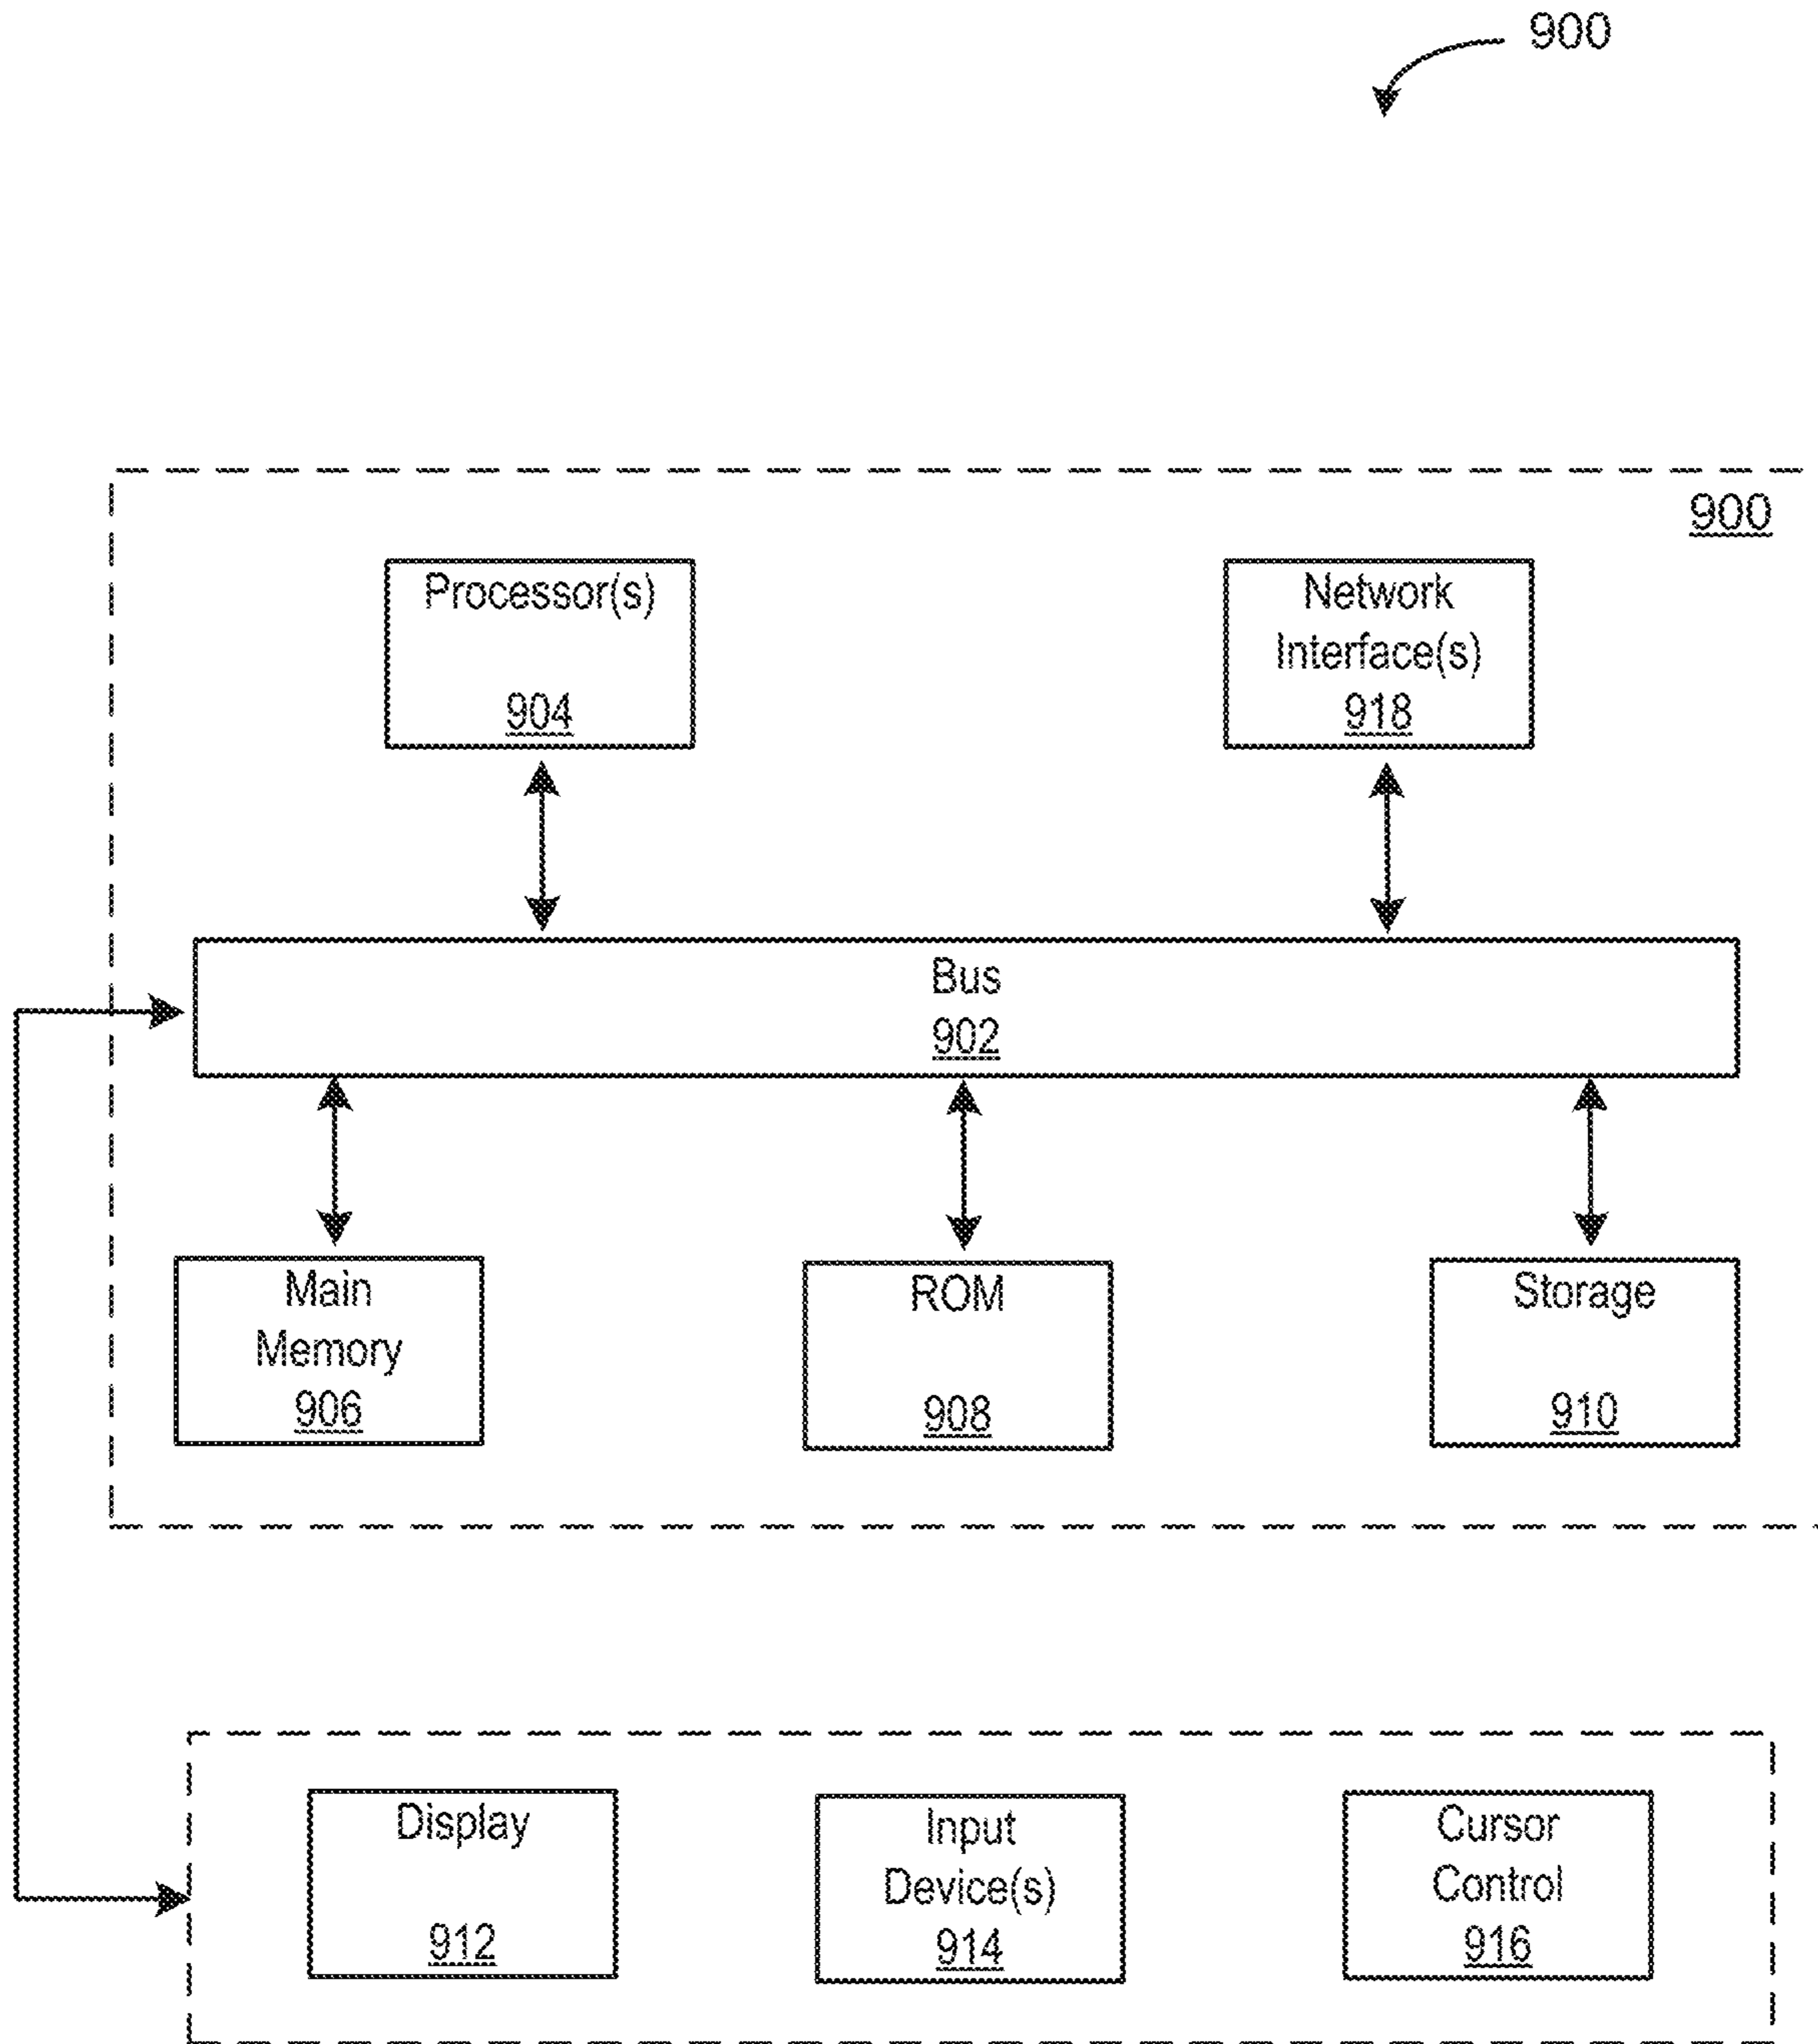 900
900
Processor(s)
904
Network
Interface(s)
918
Bus
902
Main
Memory
906
ROM
908
Storage
910
Display
912
Input
Device(s)
914
Cursor
Control
916